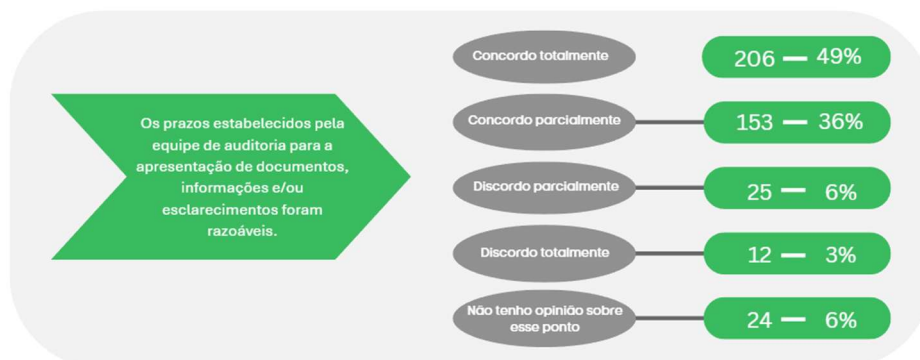 Os prazos estabelecidos pela
equipe de auditoria para a
apresentação de documentos,
informações e/ou
esclarecimentos foram
razoáveis.
Concordo totalmente 206 — 49%
Concordo parcialmente 153 — 36%
Discordo parcialmente 25 — 6%
Discordo totalmente 12 — 3%
Não tenho opinião sobre
esse ponto 24 — 6%